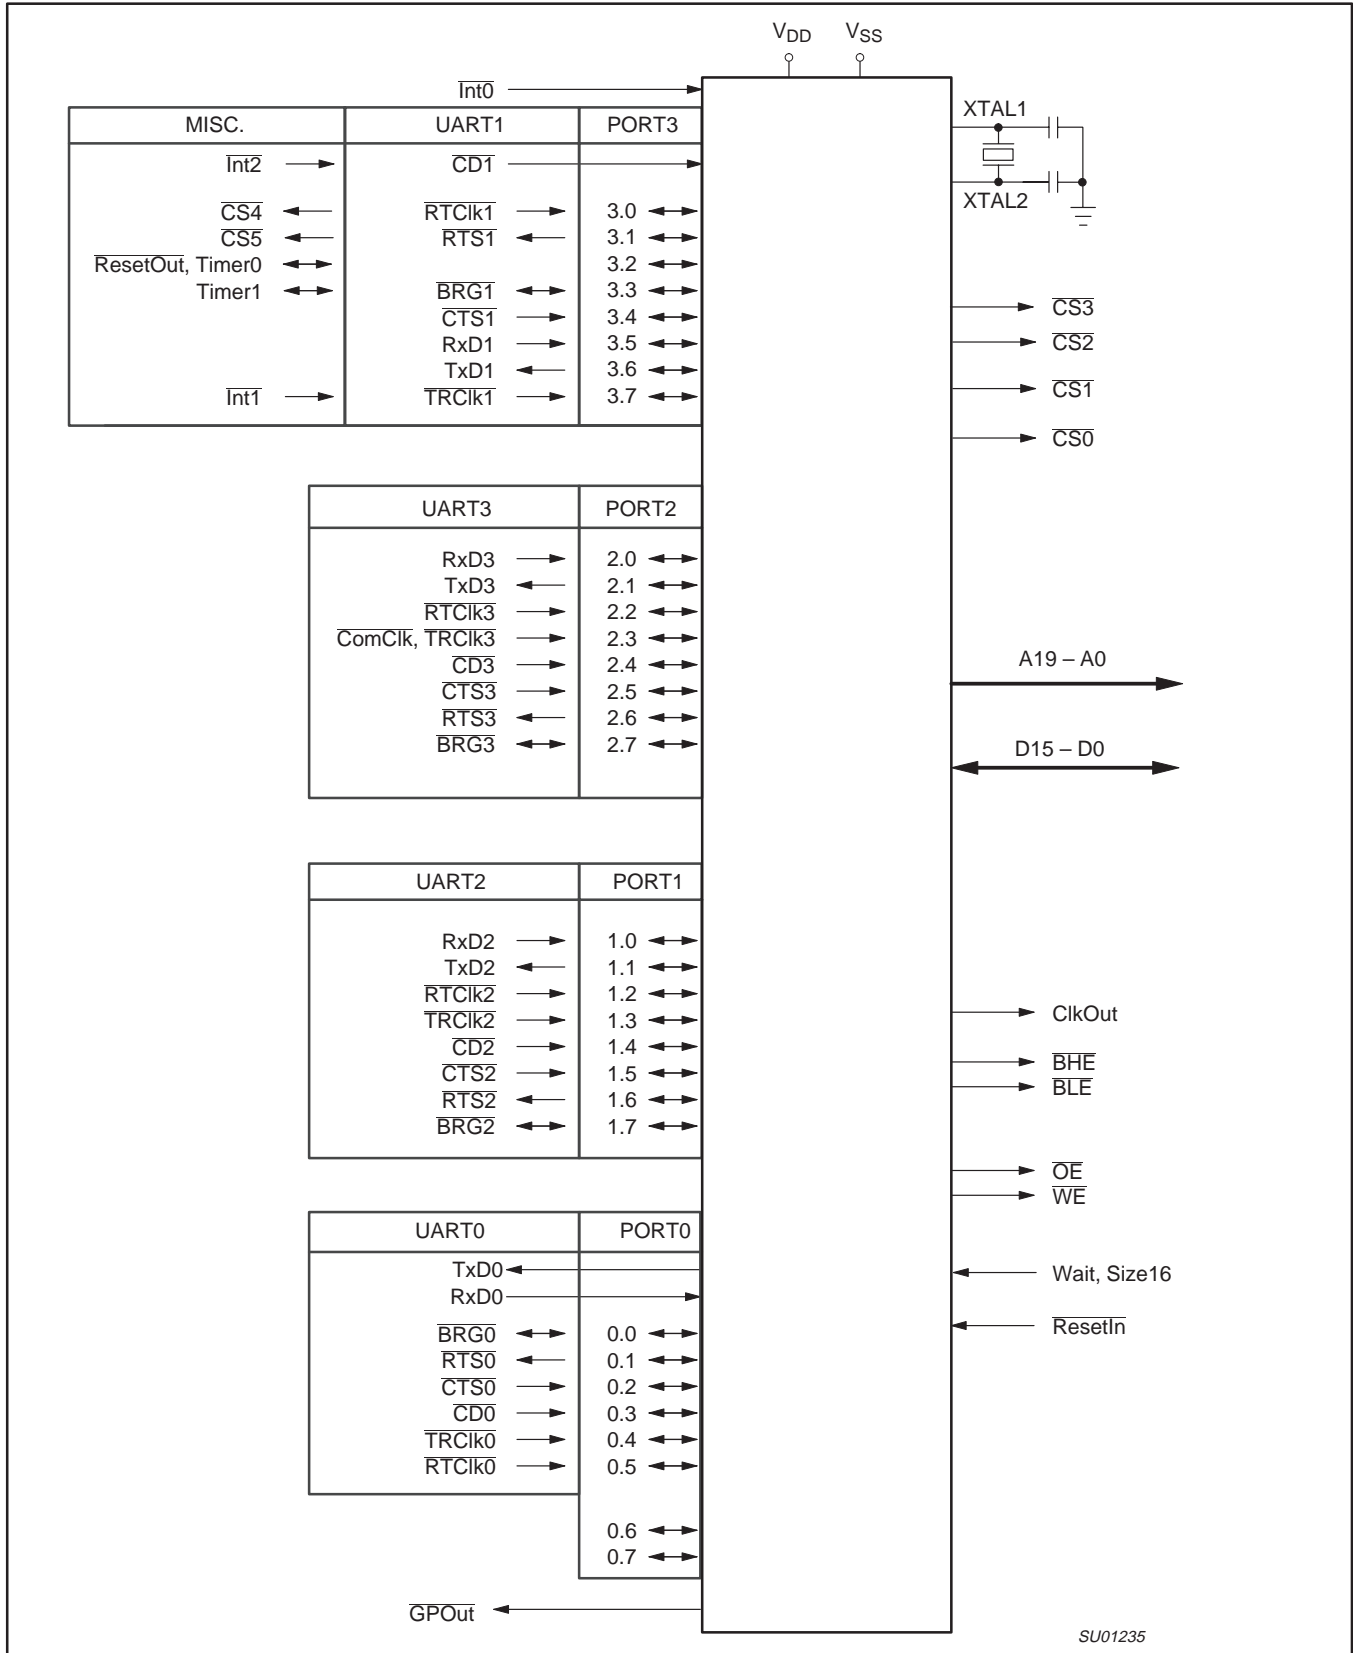 VDD VSS
Int0
MISC. UART1 PORT3
Int2 CD1
CS4 RTClk1 3.0
CS5 RTS1 3.1
ResetOut, Timer0 3.2
Timer1 BRG1 3.3
CTS1 3.4
RxD1 3.5
TxD1 3.6
Int1 TRClk1 3.7
UART3 PORT2
RxD3 2.0
TxD3 2.1
RTClk3 2.2
ComClk, TRClk3 2.3
CD3 2.4
CTS3 2.5
RTS3 2.6
BRG3 2.7
UART2 PORT1
RxD2 1.0
TxD2 1.1
RTClk2 1.2
TRClk2 1.3
CD2 1.4
CTS2 1.5
RTS2 1.6
BRG2 1.7
UART0 PORT0
TxD0
RxD0
BRG0 0.0
RTS0 0.1
CTS0 0.2
CD0 0.3
TRClk0 0.4
RTClk0 0.5
0.6
0.7
GPOut
XTAL1
XTAL2
CS3
CS2
CS1
CS0
A19 – A0
D15 – D0
ClkOut
BHE
BLE
OE
WE
Wait, Size16
ResetIn
SU01235